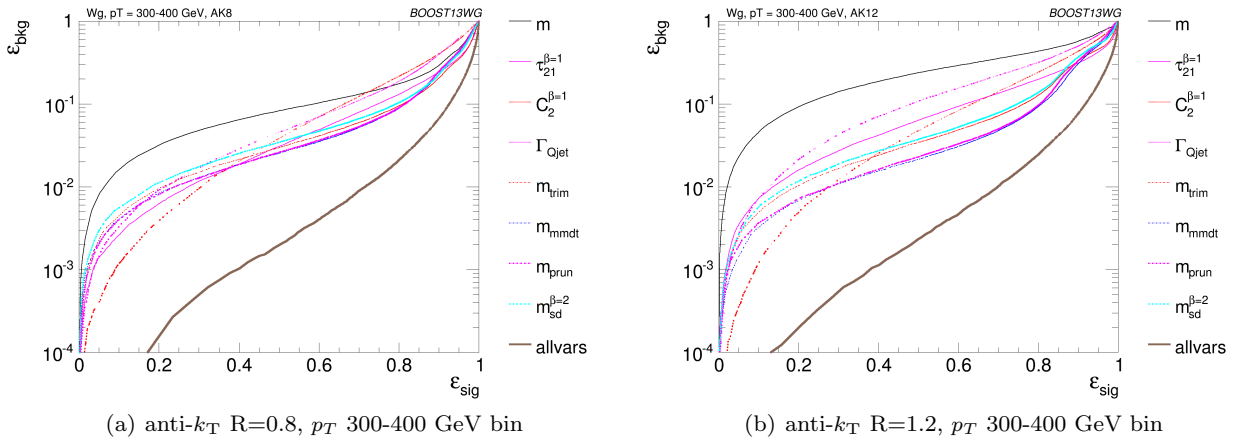 Wg, pT = 300-400 GeV, AK8 BOOST13WG
ε_bkg
1
10⁻¹
10⁻²
10⁻³
10⁻⁴
0 0.2 0.4 0.6 0.8 1
ε_sig
m
τ₂₁^β=1
C₂^β=1
Γ_Qjet
m_trim
m_mmdt
m_prun
m_sd^β=2
allvars
(a) anti-k_T R=0.8, p_T 300-400 GeV bin
Wg, pT = 300-400 GeV, AK12 BOOST13WG
ε_bkg
1
10⁻¹
10⁻²
10⁻³
10⁻⁴
0 0.2 0.4 0.6 0.8 1
ε_sig
m
τ₂₁^β=1
C₂^β=1
Γ_Qjet
m_trim
m_mmdt
m_prun
m_sd^β=2
allvars
(b) anti-k_T R=1.2, p_T 300-400 GeV bin